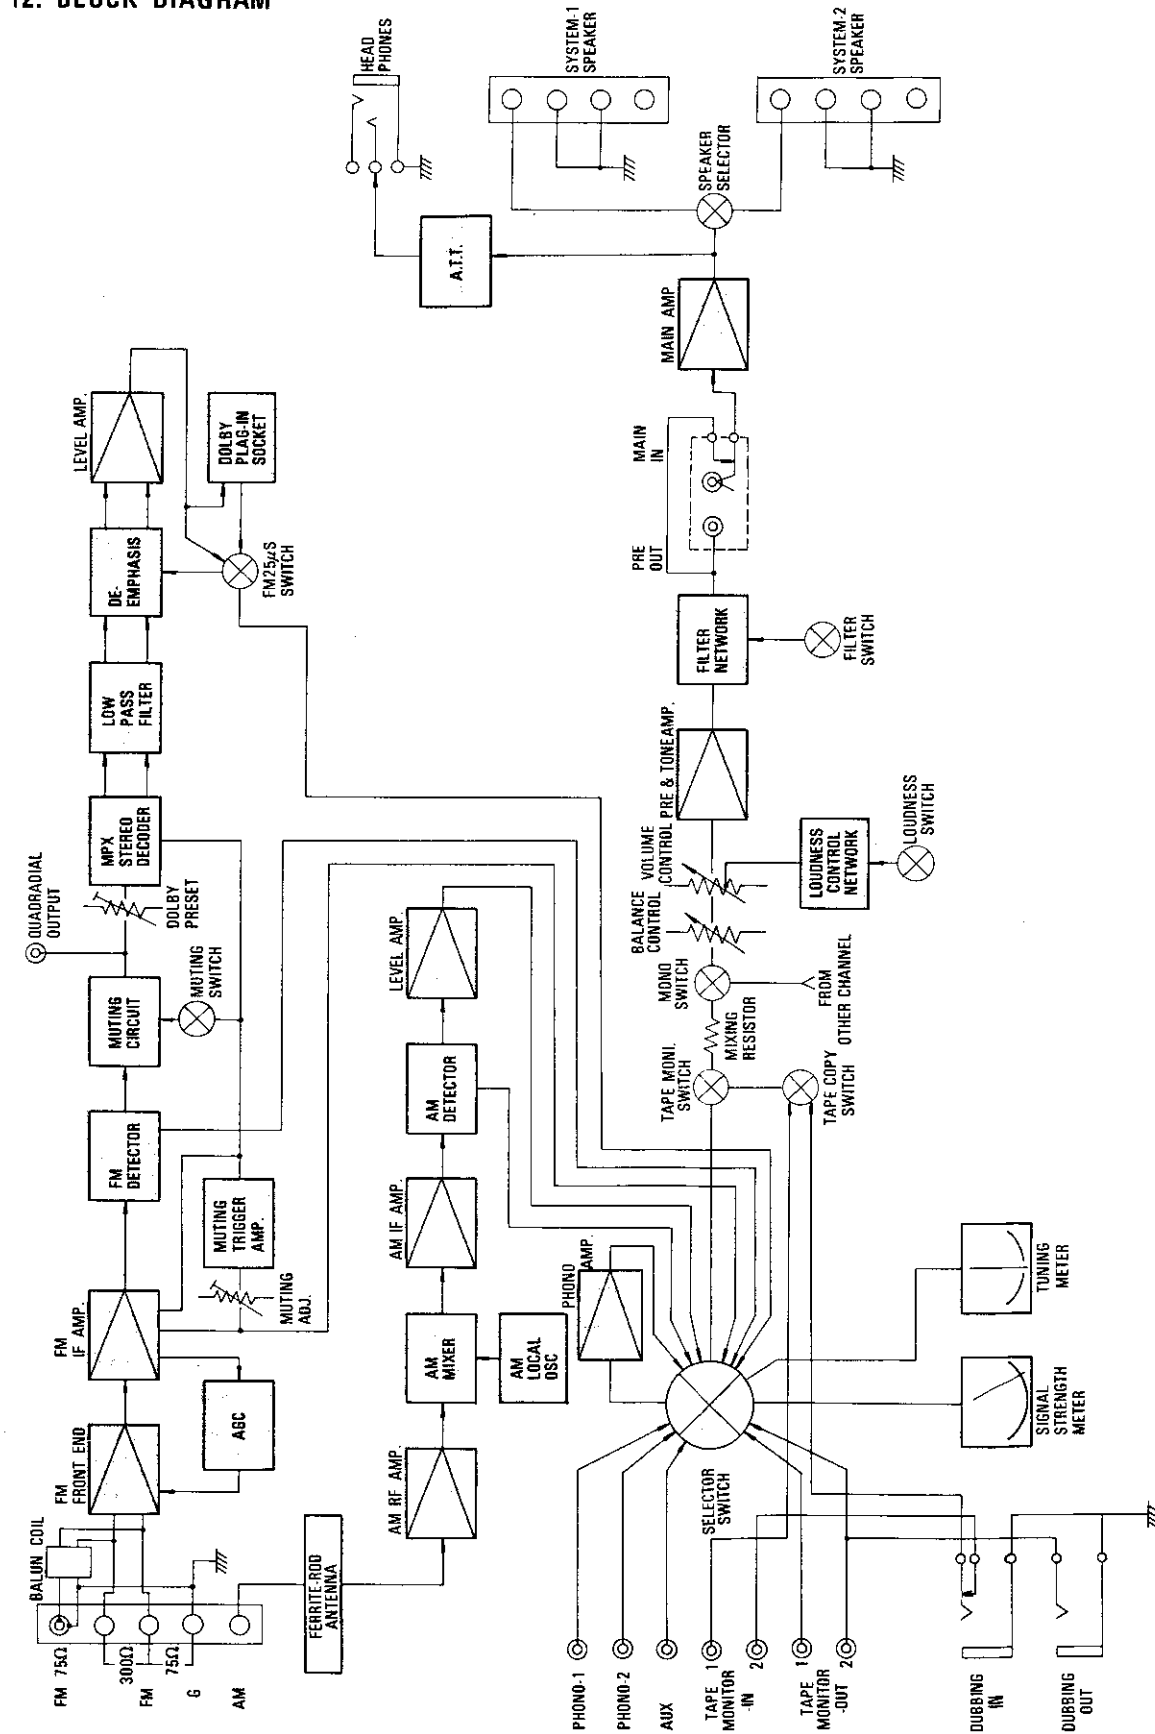 12. BLOCK DIAGRAM
HEAD
PHONES
SYSTEM-1
SPEAKER
SYSTEM-2
SPEAKER
SPEAKER
SELECTOR
A.T.T.
MAIN AMP
LEVEL AMP.
DOLBY
PLAG-IN
SOCKET
DE-
EMPHASIS
FM25μS
SWITCH
MAIN
IN
PRE
OUT
LOW
PASS
FILTER
FILTER
NETWORK
FILTER
SWITCH
MPX
STEREO
DECODER
DOLBY
PRESET
QUADRADIAL
OUTPUT
PRE & TONEAMP.
VOLUME
CONTROL
BALANCE
CONTROL
LOUDNESS
CONTROL
NETWORK
LOUDNESS
SWITCH
MUTING
CIRCUIT
MUTING
SWITCH
LEVEL AMP.
MONO
SWITCH
MIXING
RESISTOR
FROM
OTHER CHANNEL
FM
DETECTOR
AM
DETECTOR
TAPE MONI.
SWITCH
TAPE COPY
SWITCH
MUTING
TRIGGER
AMP.
MUTING
ADJ.
FM
IF AMP.
AM IF AMP.
PHONO
AMP.
AM
MIXER
AM
LOCAL
OSC
TUNING
METER
SIGNAL
STRENGTH
METER
AGC
FM
FRONT END
AM RF AMP.
SELECTOR
SWITCH
BALUN COIL
FERRITE-ROD
ANTENNA
FM 75Ω
300Ω
FM
75Ω
G
AM
PHONO-1
PHONO-2
AUX
TAPE 1
MONITOR
-IN 2
TAPE 1
MONITOR
-OUT 2
DUBBING
IN
DUBBING
OUT